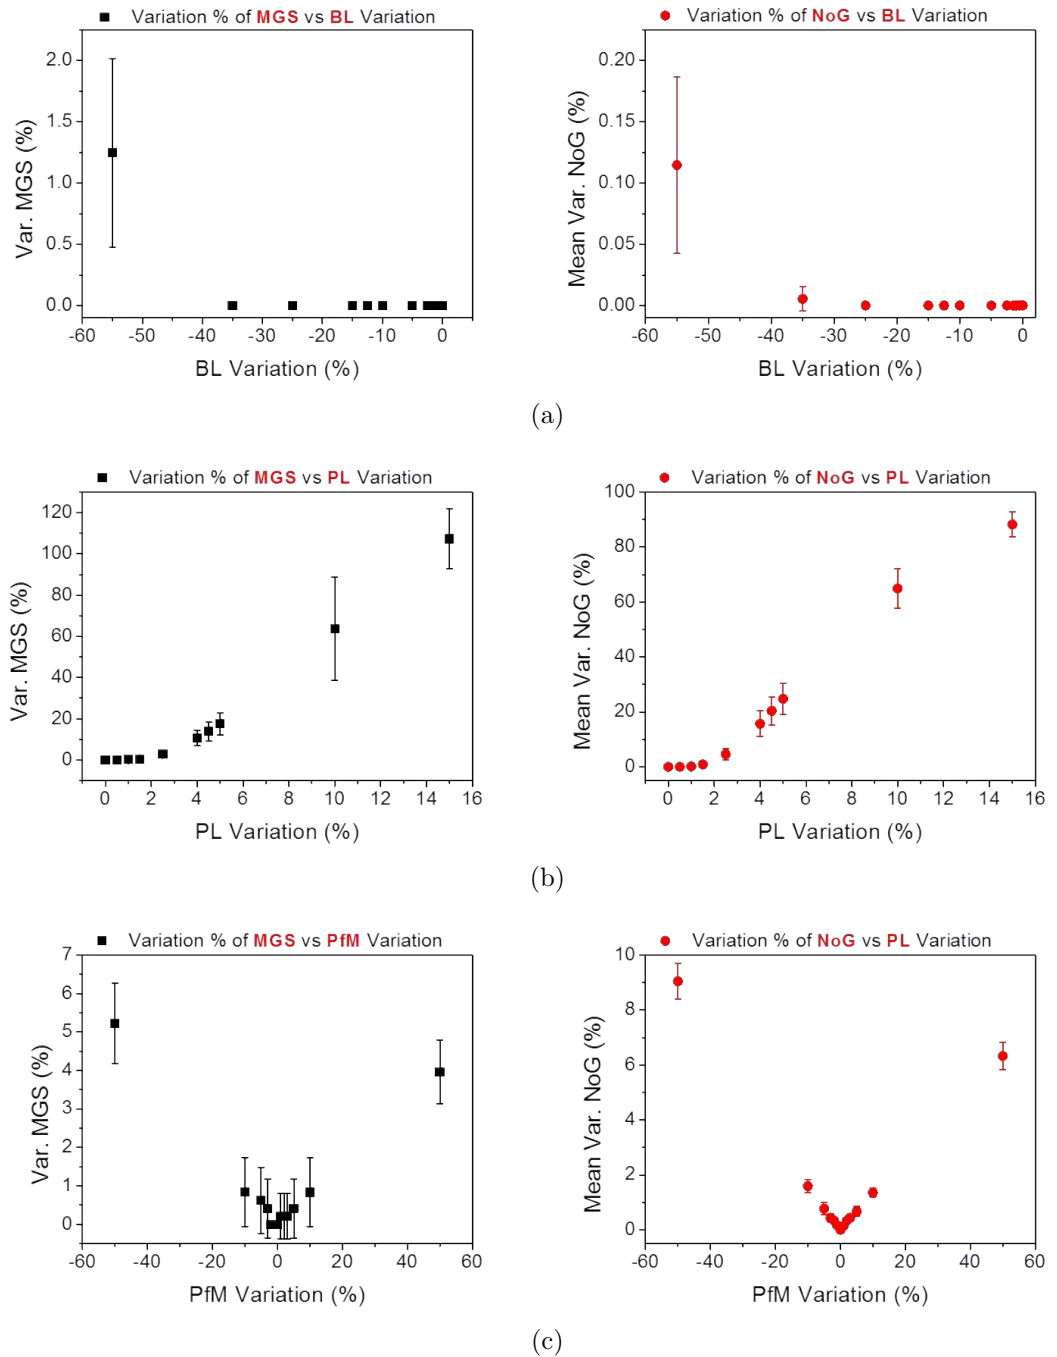 Variation % of MGS vs BL Variation
Var. MGS (%)
2.0
1.5
1.0
0.5
0.0
-60 -50 -40 -30 -20 -10 0
BL Variation (%)
Variation % of NoG vs BL Variation
Mean Var. NoG (%)
0.20
0.15
0.10
0.05
0.00
-60 -50 -40 -30 -20 -10 0
BL Variation (%)
(a)
Variation % of MGS vs PL Variation
Var. MGS (%)
120
100
80
60
40
20
0
0 2 4 6 8 10 12 14 16
PL Variation (%)
Variation % of NoG vs PL Variation
Mean Var. NoG (%)
100
80
60
40
20
0
0 2 4 6 8 10 12 14 16
PL Variation (%)
(b)
Variation % of MGS vs PfM Variation
Var. MGS (%)
7
6
5
4
3
2
1
0
-60 -40 -20 0 20 40 60
PfM Variation (%)
Variation % of NoG vs PL Variation
Mean Var. NoG (%)
10
8
6
4
2
0
-60 -40 -20 0 20 40 60
PfM Variation (%)
(c)